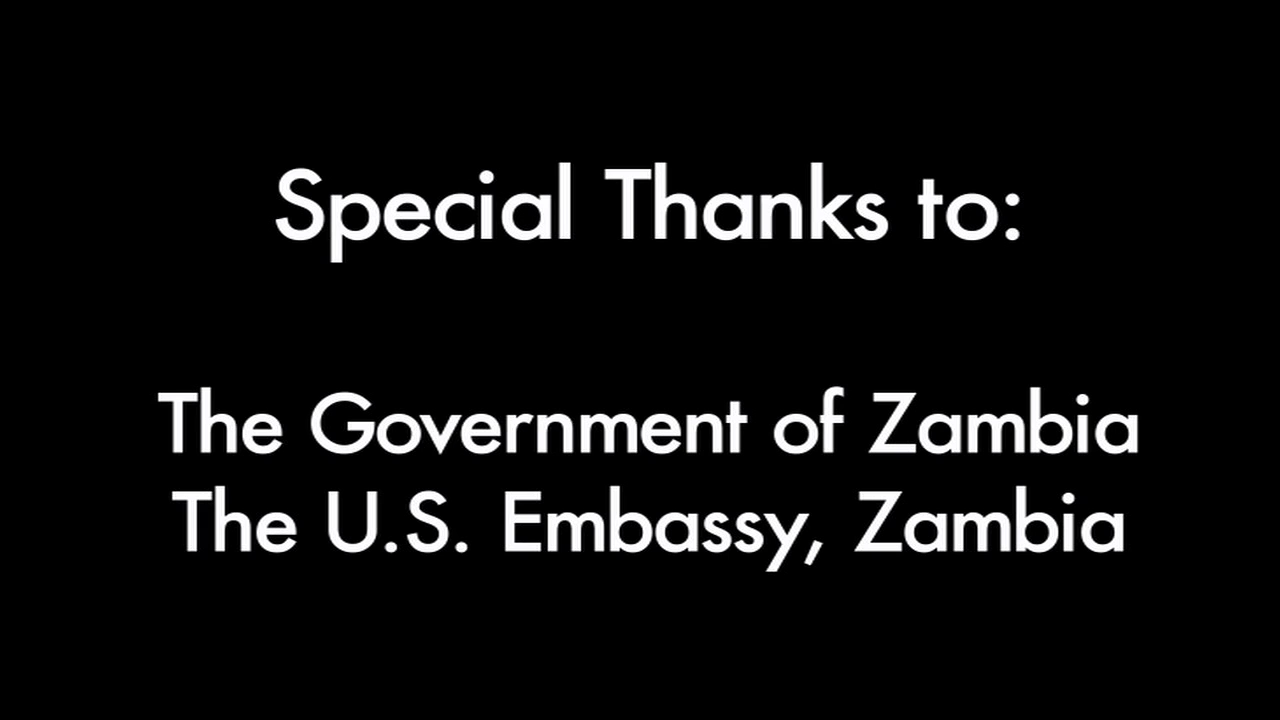 Special Thanks to:
The Government of Zambia
The U.S. Embassy, Zambia